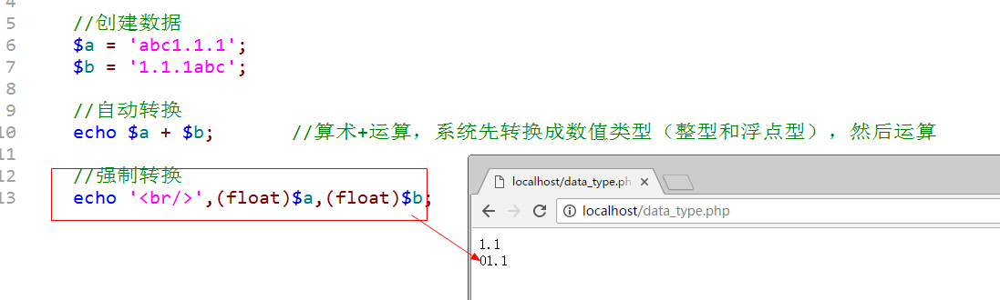 4
5 //创建数据
6 $a = 'abc1.1.1';
7 $b = '1.1.1abc';
8
9 //自动转换
10 echo $a + $b; //算术+运算，系统先转换成数值类型（整型和浮点型），然后运算
11
12 //强制转换
13 echo '<br/>',(float)$a,(float)$b;
localhost/data_type.ph
localhost/data_type.php
1.1
01.1